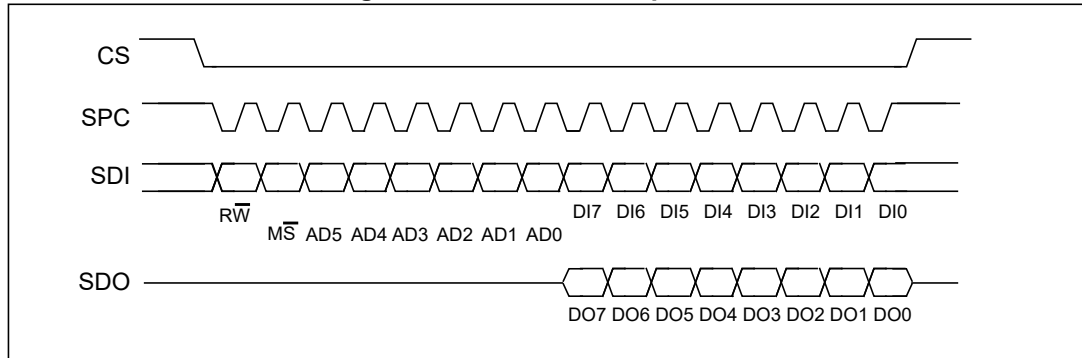 CS
SPC
SDI
RW̅
DI7 DI6 DI5 DI4 DI3 DI2 DI1 DI0
MS̅ AD5 AD4 AD3 AD2 AD1 AD0
SDO
DO7 DO6 DO5 DO4 DO3 DO2 DO1 DO0